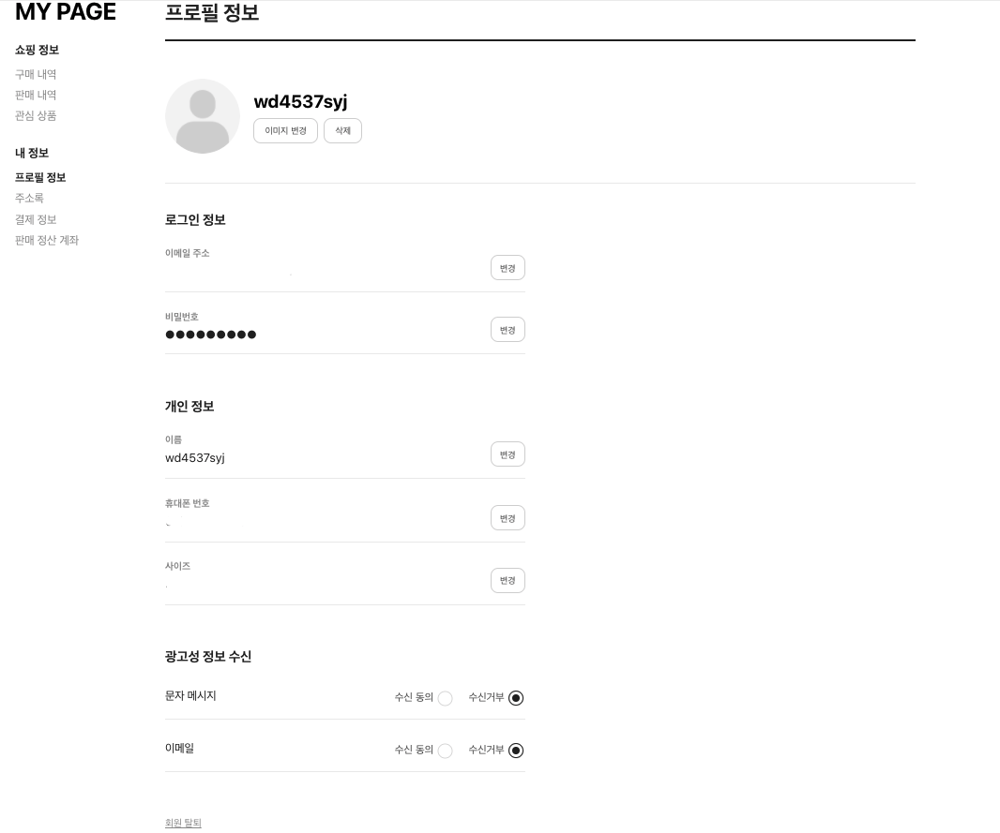 MY PAGE
쇼핑 정보
구매 내역
판매 내역
관심 상품
내 정보
프로필 정보
주소록
결제 정보
판매 정산 계좌
프로필 정보
wd4537syj
이미지 변경
삭제
로그인 정보
이메일 주소
변경
비밀번호
●●●●●●●●●
변경
개인 정보
이름
wd4537syj
변경
휴대폰 번호
변경
사이즈
변경
광고성 정보 수신
문자 메시지
수신 동의
수신거부
이메일
수신 동의
수신거부
회원 탈퇴